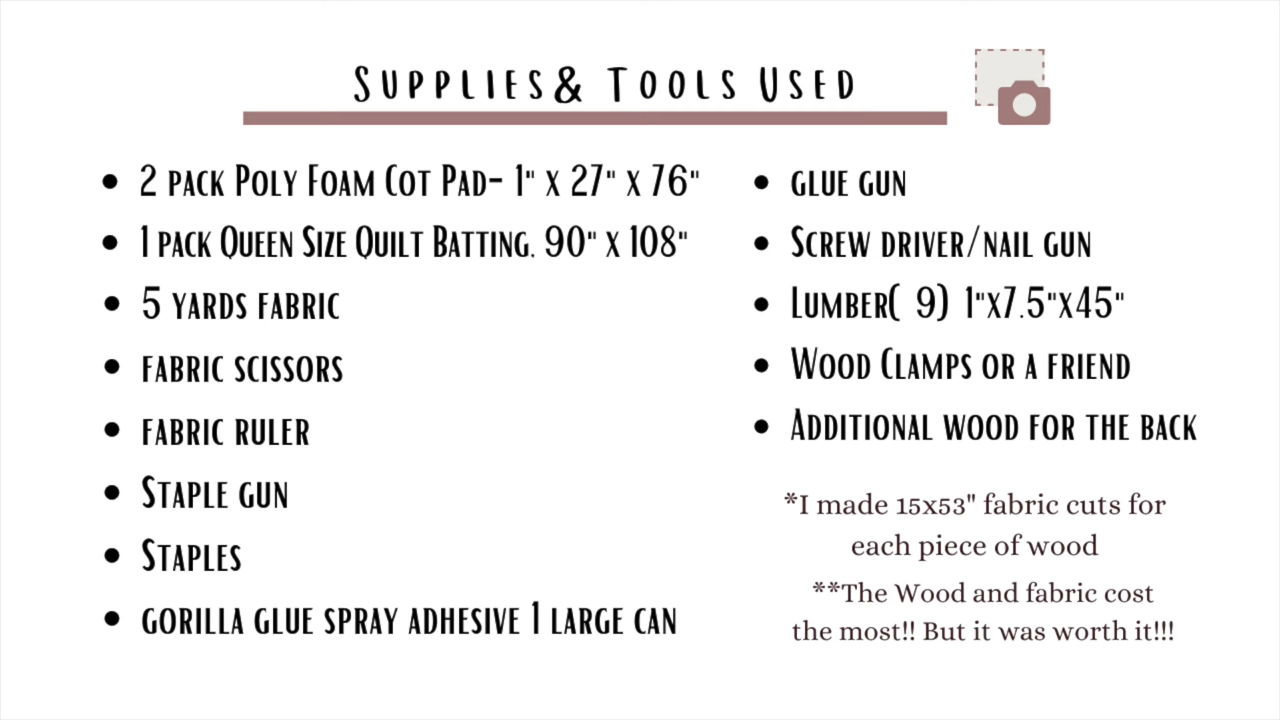 Supplies& Tools Used
• 2 pack Poly Foam Cot Pad- 1" x 27" x 76"
• 1 pack Queen Size Quilt Batting. 90" x 108"
• 5 yards fabric
• fabric scissors
• fabric ruler
• Staple gun
• Staples
• gorilla glue spray adhesive 1 large can
• glue gun
• Screw driver/nail gun
• Lumber( 9) 1"x7.5"x45"
• Wood Clamps or a friend
• Additional wood for the back
*I made 15x53" fabric cuts for
each piece of wood
**The Wood and fabric cost
the most!! But it was worth it!!!